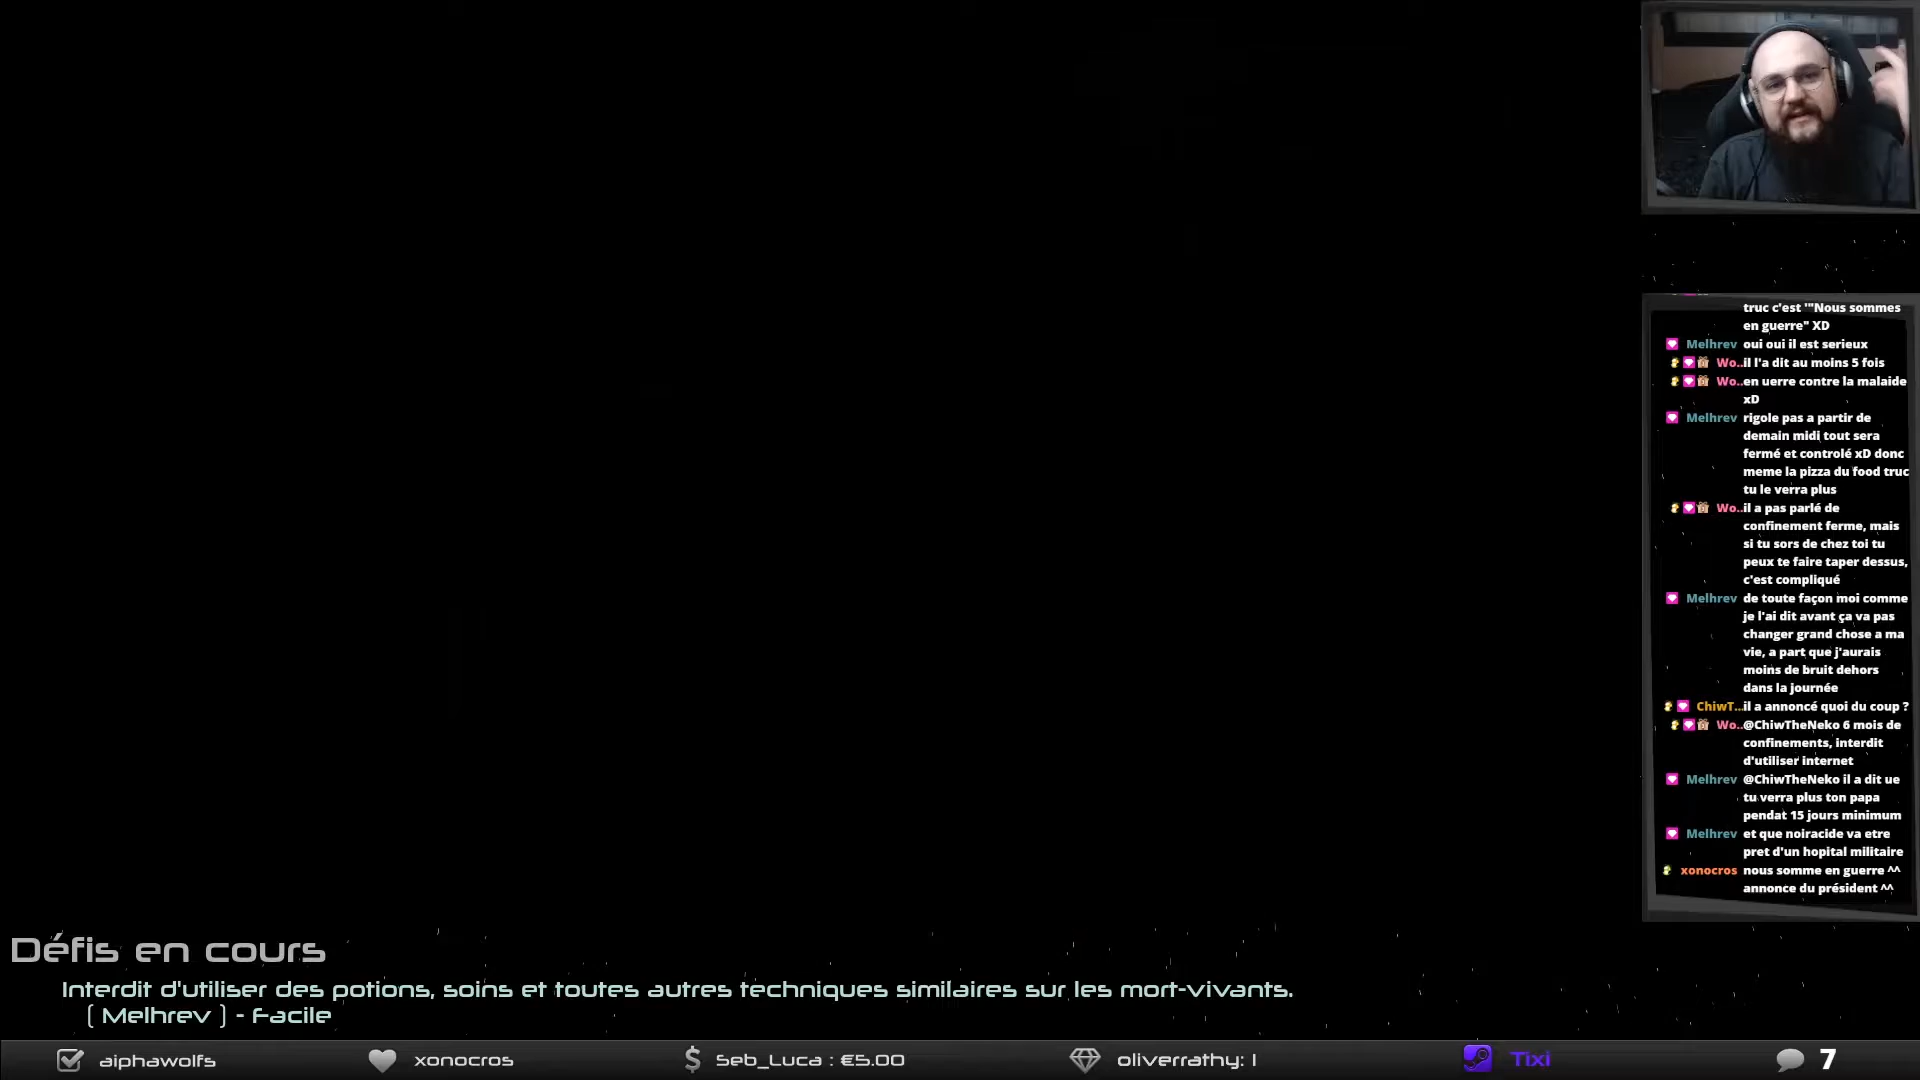 truc c'est '"Nous sommes
en guerre" XD
Melhrev oui oui il est serieux
Wo..il l'a dit au moins 5 fois
Wo..en uerre contre la malaide
xD
Melhrev rigole pas a partir de
demain midi tout sera
fermé et controlé xD donc
meme la pizza du food truc
tu le verra plus
Wo..il a pas parlé de
confinement ferme, mais
si tu sors de chez toi tu
peux te faire taper dessus,
c'est compliqué
Melhrev de toute façon moi comme
je l'ai dit avant ça va pas
changer grand chose a ma
vie, a part que j'aurais
moins de bruit dehors
dans la journée
ChiwT...il a annoncé quoi du coup ?
Wo..@ChiwTheNeko 6 mois de
confinements, interdit
d'utiliser internet
Melhrev @ChiwTheNeko il a dit ue
tu verra plus ton papa
pendat 15 jours minimum
Melhrev et que noiracide va etre
pret d'un hopital militaire
xonocros nous somme en guerre ^^
annonce du président ^^
Défis en cours
Interdit d'utiliser des potions, soins et toutes autres techniques similaires sur les mort-vivants.
( Melhrev ) - Facile
aiphawolfs xonocros $ Seb_Luca : €5.00 oliverrathy: 1 Tixi 7